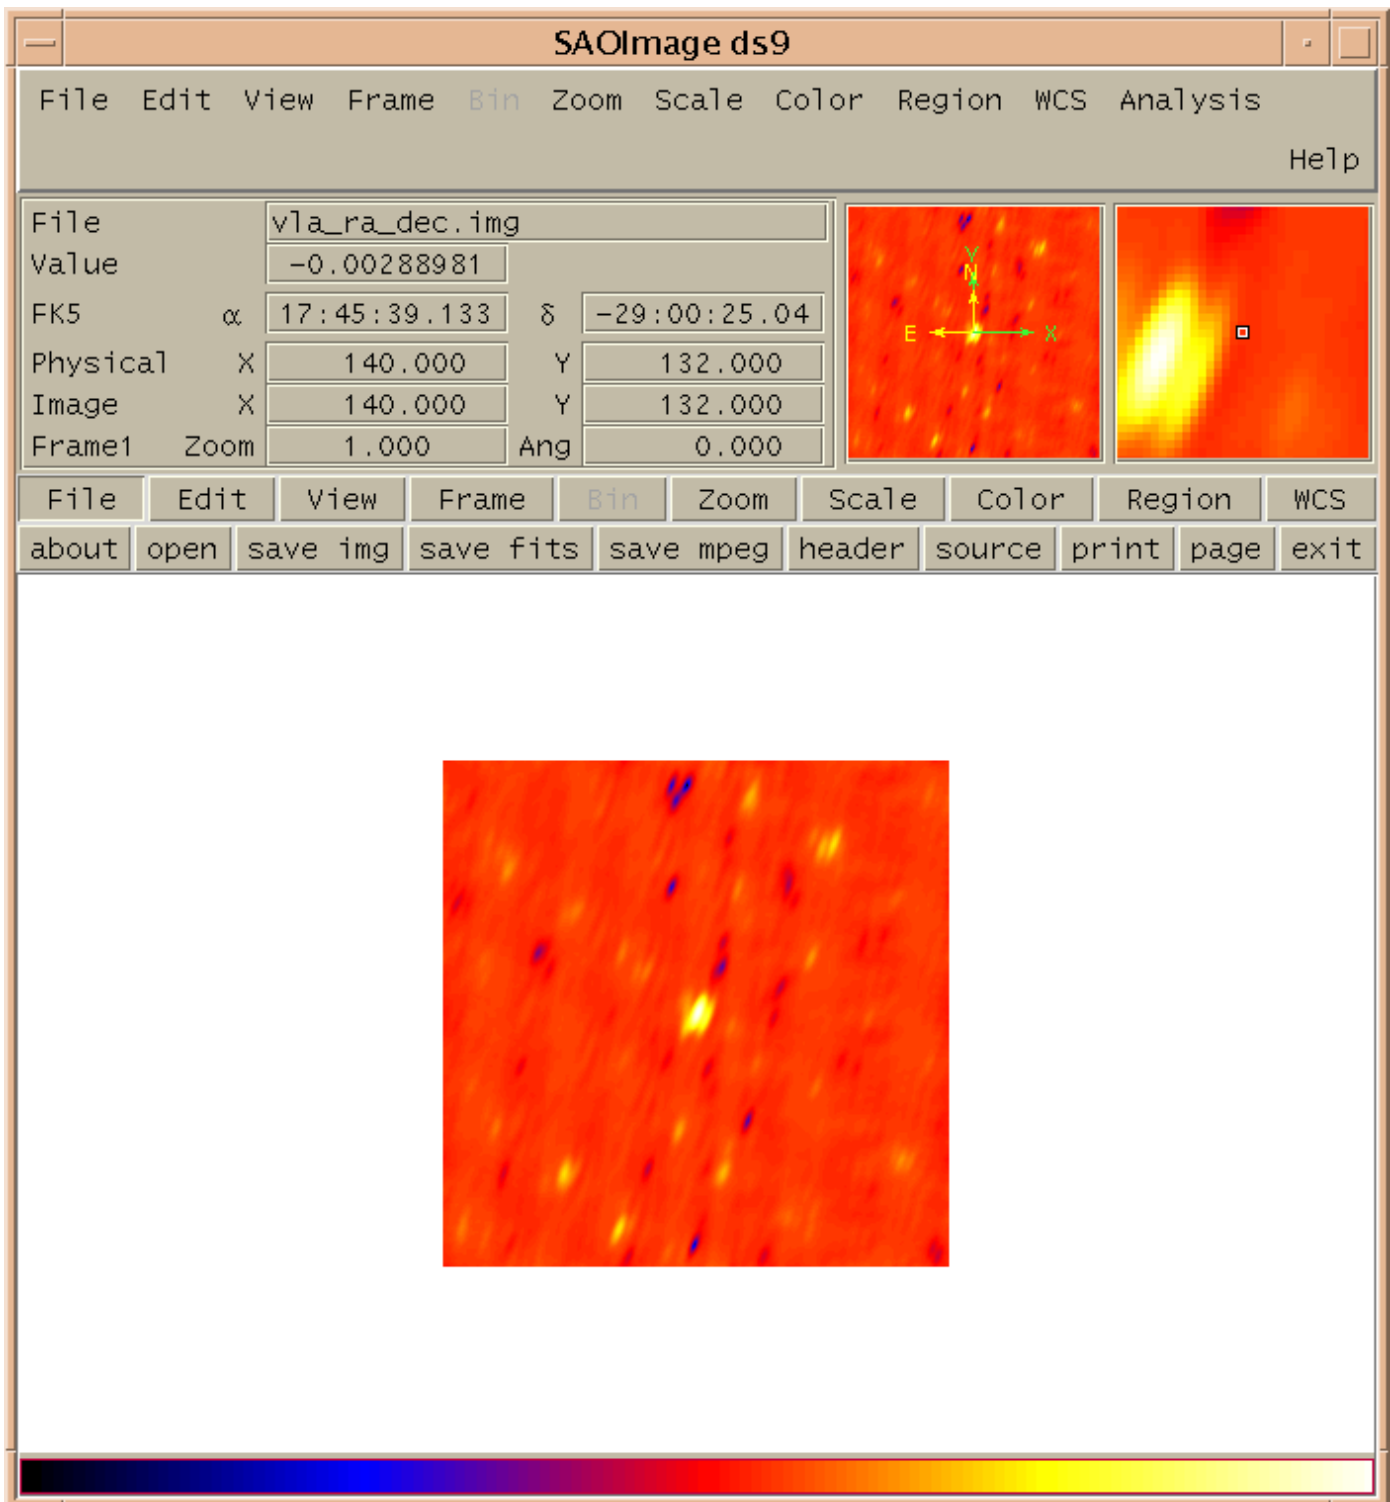 SAOImage ds9
File Edit View Frame Bin Zoom Scale Color Region WCS Analysis
Help
File vla_ra_dec.img
Value -0.00288981
FK5 α 17:45:39.133 δ -29:00:25.04
Physical X 140.000 Y 132.000
Image X 140.000 Y 132.000
Frame1 Zoom 1.000 Ang 0.000
Y
N
E X
File Edit View Frame Bin Zoom Scale Color Region WCS
about open save img save fits save mpeg header source print page exit